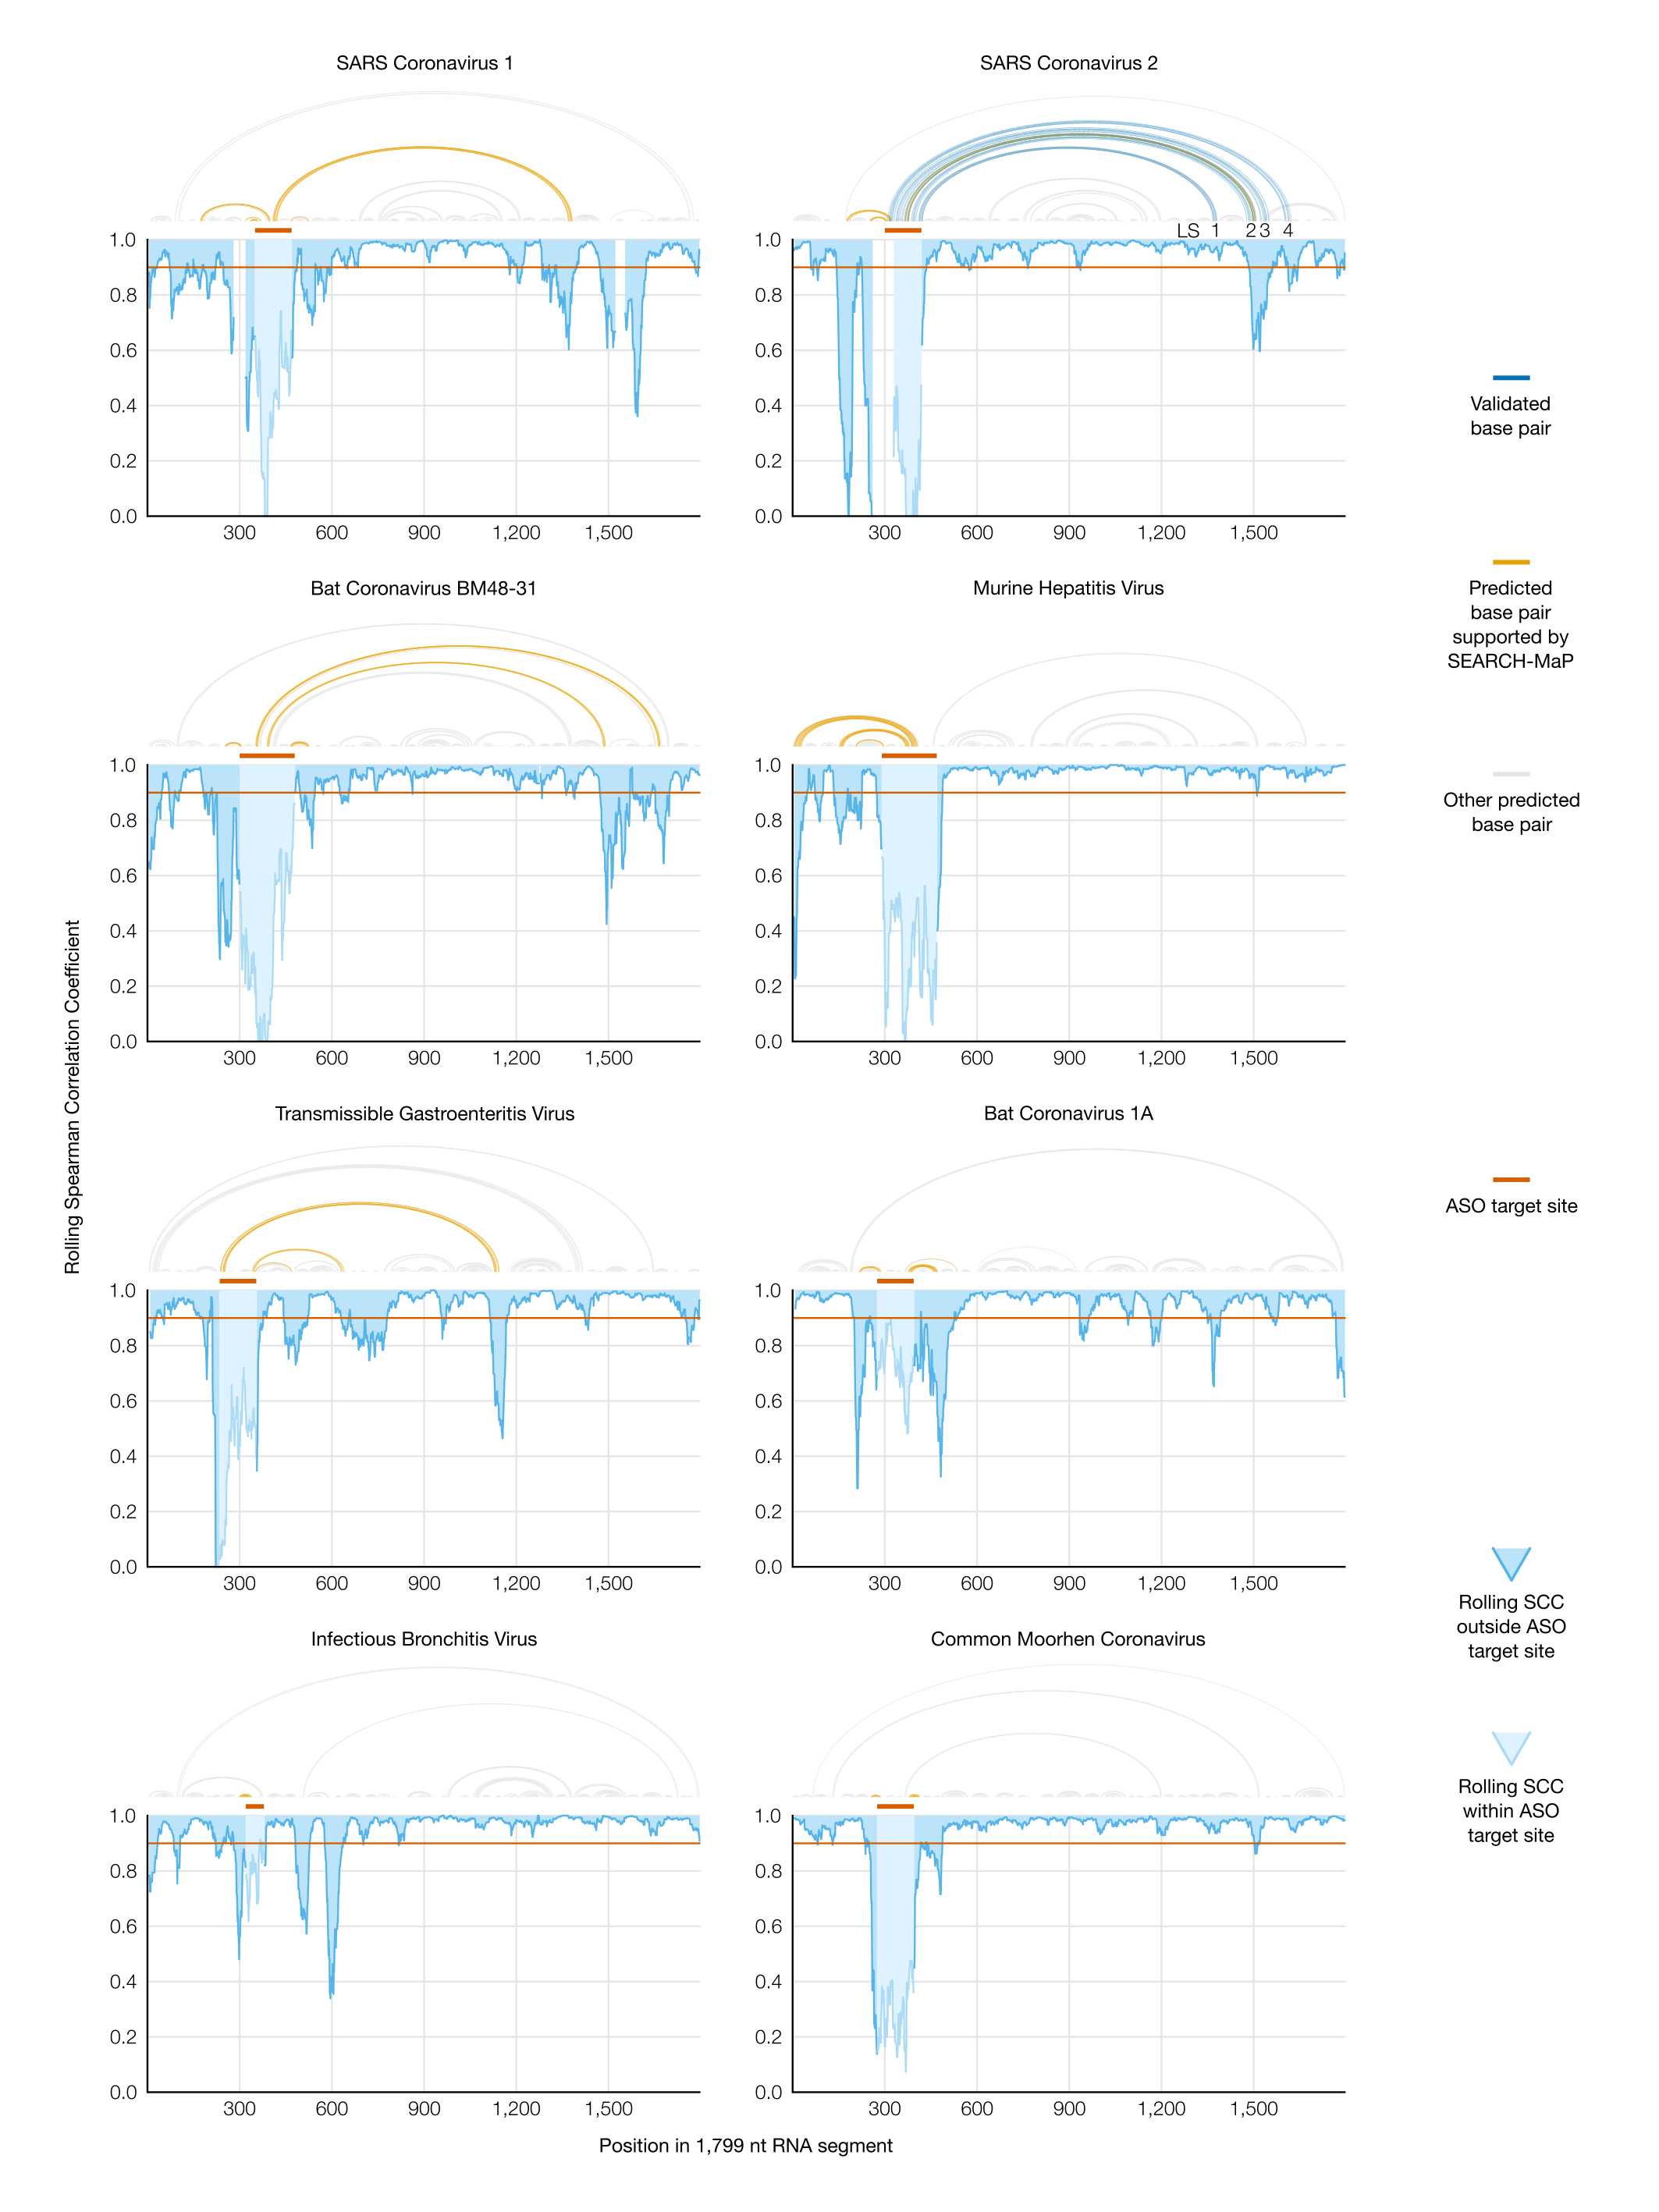 SARS Coronavirus 1
SARS Coronavirus 2
LS 1 2 3 4
1.0
0.8
0.6
0.4
0.2
0.0
300 600 900 1,200 1,500
1.0
0.8
0.6
0.4
0.2
0.0
300 600 900 1,200 1,500
Bat Coronavirus BM48-31
Murine Hepatitis Virus
1.0
0.8
0.6
0.4
0.2
0.0
300 600 900 1,200 1,500
1.0
0.8
0.6
0.4
0.2
0.0
300 600 900 1,200 1,500
Transmissible Gastroenteritis Virus
Bat Coronavirus 1A
1.0
0.8
0.6
0.4
0.2
0.0
300 600 900 1,200 1,500
1.0
0.8
0.6
0.4
0.2
0.0
300 600 900 1,200 1,500
Infectious Bronchitis Virus
Common Moorhen Coronavirus
1.0
0.8
0.6
0.4
0.2
0.0
300 600 900 1,200 1,500
1.0
0.8
0.6
0.4
0.2
0.0
300 600 900 1,200 1,500
Rolling Spearman Correlation Coefficient
Position in 1,799 nt RNA segment
Validated
base pair
Predicted
base pair
supported by
SEARCH-MaP
Other predicted
base pair
ASO target site
Rolling SCC
outside ASO
target site
Rolling SCC
within ASO
target site